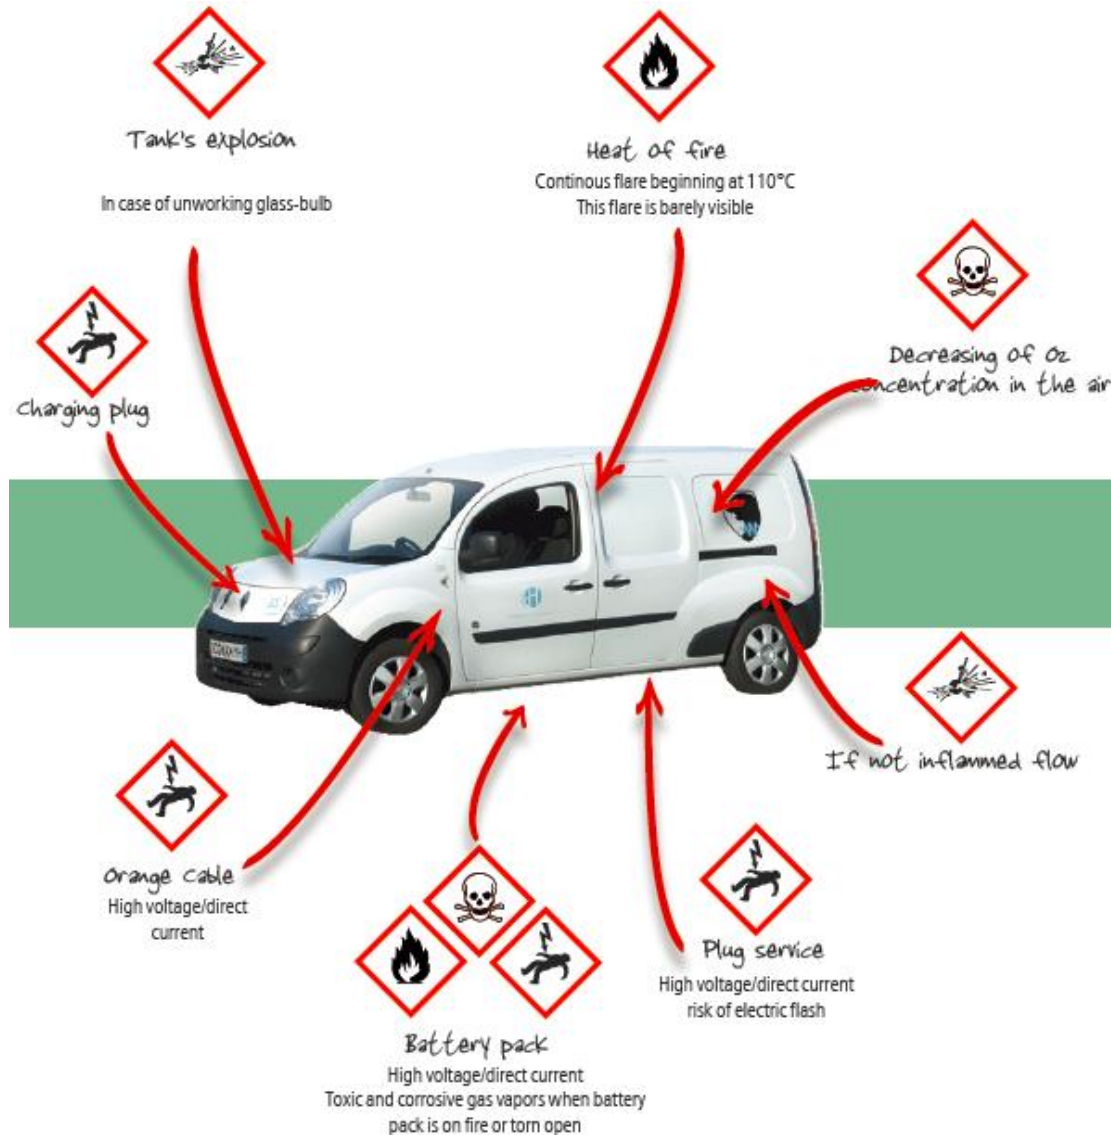 Tank's explosion
In case of unworking glass-bulb
Heat of fire
Continous flare beginning at 110°C
This flare is barely visible
Decreasing of O2
concentration in the air
Charging plug
If not inflammed flow
Orange cable
High voltage/direct
current
Plug service
High voltage/direct current
risk of electric flash
Battery pack
High voltage/direct current
Toxic and corrosive gas vapors when battery
pack is on fire or torn open